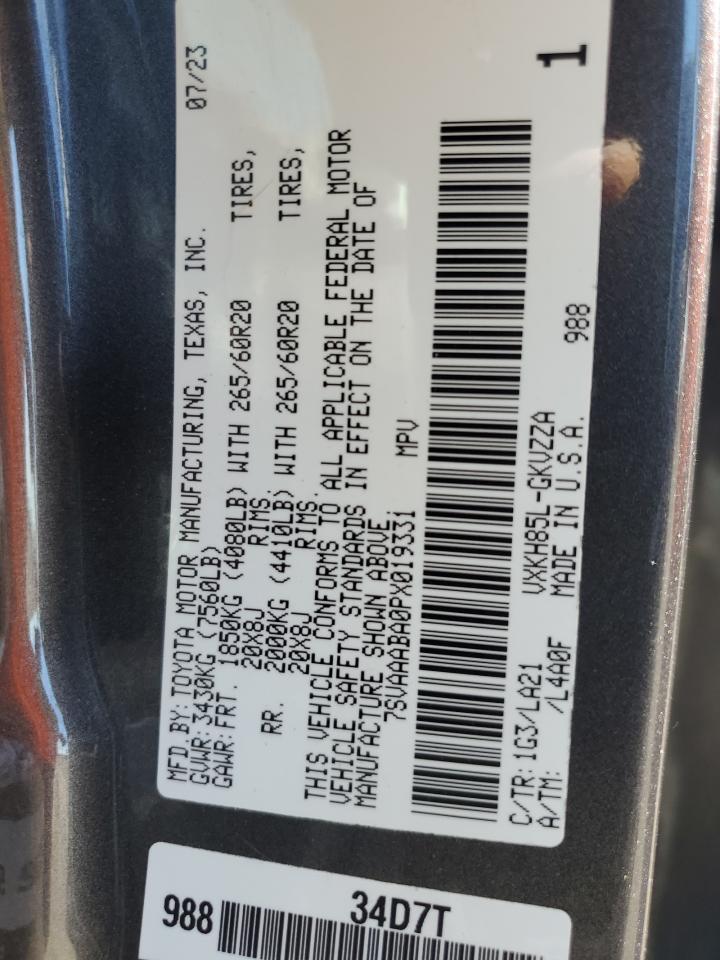 MFD.BY:TOYOTA MOTOR MANUFACTURING, TEXAS, INC. 07/23
GVWR:3430KG (7560LB)
GAWR:FRT. 1850KG (4080LB) WITH 265/60R20 TIRES,
20X8J RIMS
RR. 2000KG (4410LB) WITH 265/60R20 TIRES,
20X8J RIMS.
THIS VEHICLE CONFORMS TO ALL APPLICABLE FEDERAL MOTOR
VEHICLE SAFETY STANDARDS IN EFFECT ON THE DATE OF
MANUFACTURE SHOWN ABOVE.
7SVAAABA0PX019331 MPV
C/TR:1G3/LA21 VXKH85L-GKVZZA
A/TM: /L4A0F MADE IN U.S.A. 988 1
988 34D7T